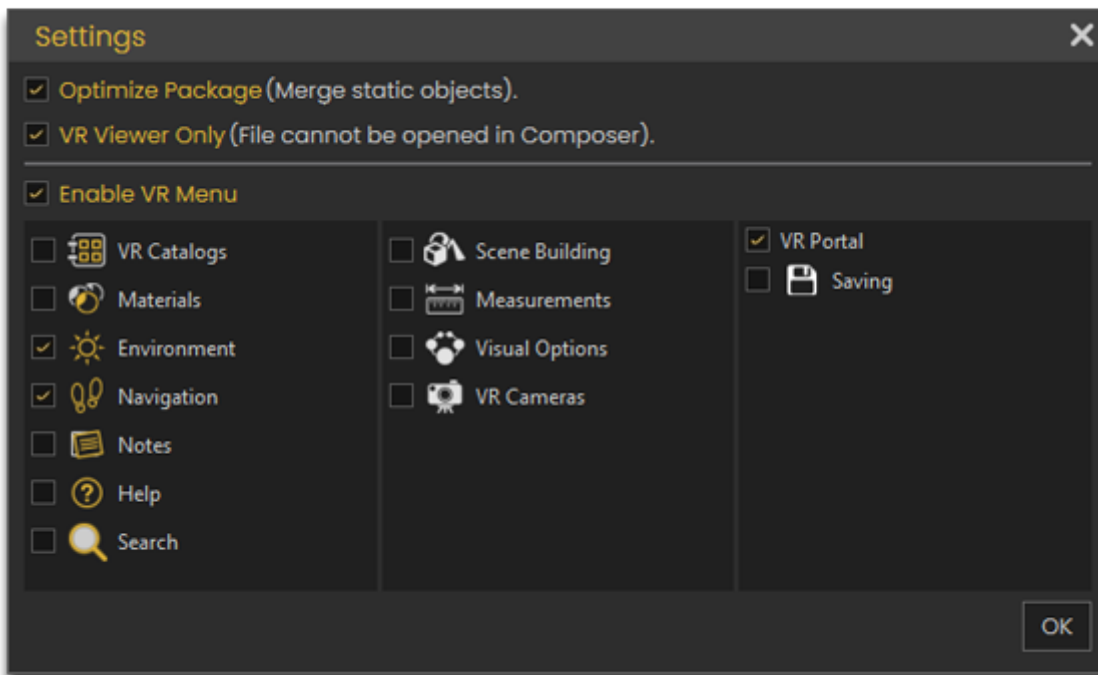 Settings
Optimize Package (Merge static objects).
VR Viewer Only (File cannot be opened in Composer).
Enable VR Menu
VR Catalogs
Materials
Environment
Navigation
Notes
Help
Search
Scene Building
Measurements
Visual Options
VR Cameras
VR Portal
Saving
OK